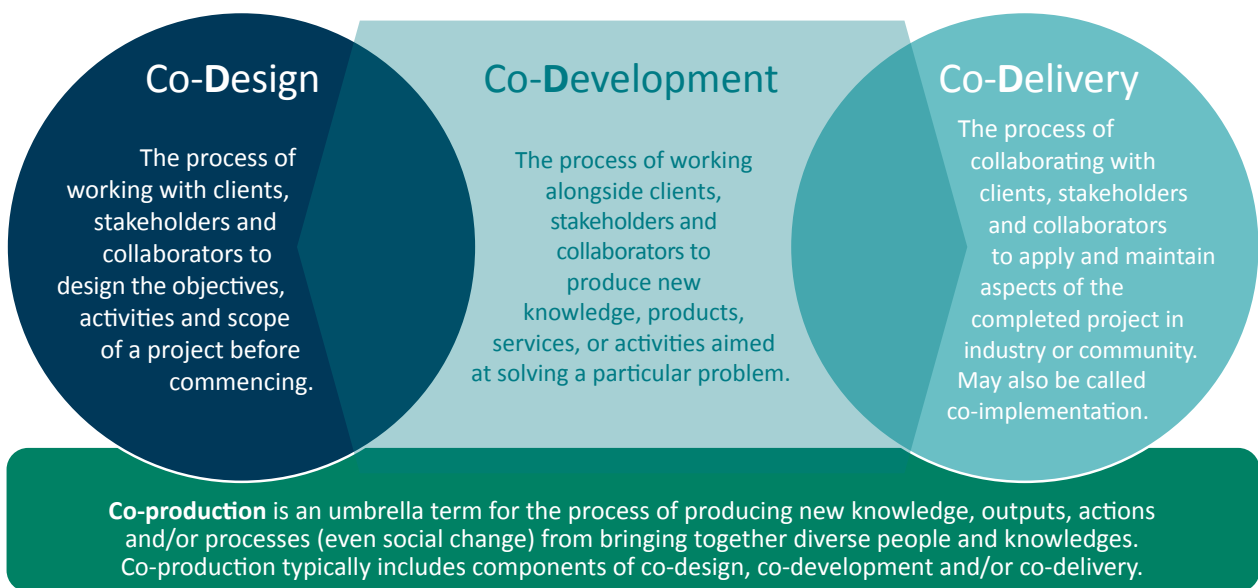 Co-Design
The process of
working with clients,
stakeholders and
collaborators to
design the objectives,
activities and scope
of a project before
commencing.
Co-Development
The process of working
alongside clients,
stakeholders and
collaborators to
produce new
knowledge, products,
services, or activities aimed
at solving a particular problem.
Co-Delivery
The process of
collaborating with
clients, stakeholders
and collaborators
to apply and maintain
aspects of the
completed project in
industry or community.
May also be called
co-implementation.
Co-production is an umbrella term for the process of producing new knowledge, outputs, actions
and/or processes (even social change) from bringing together diverse people and knowledges.
Co-production typically includes components of co-design, co-development and/or co-delivery.